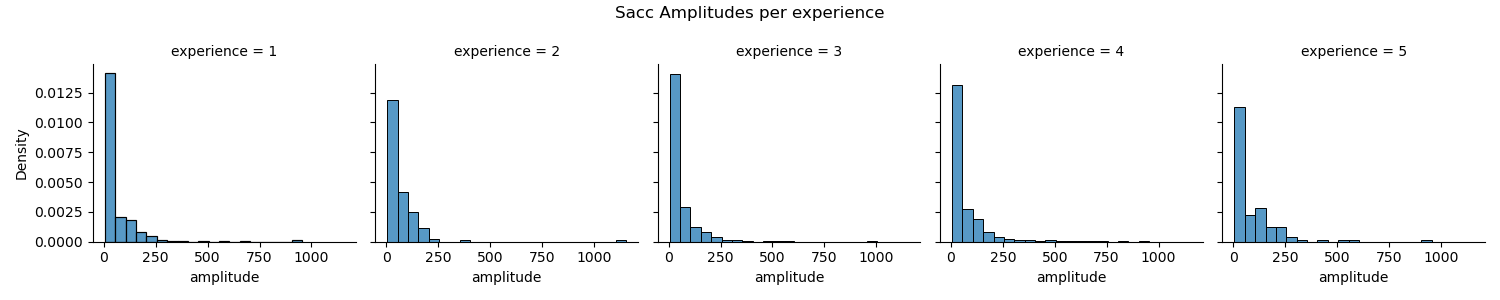 Sacc Amplitudes per experience
experience = 1
experience = 2
experience = 3
experience = 4
experience = 5
Density
0.0125
0.0100
0.0075
0.0050
0.0025
0.0000
0 250 500 750 1000
0 250 500 750 1000
0 250 500 750 1000
0 250 500 750 1000
0 250 500 750 1000
amplitude
amplitude
amplitude
amplitude
amplitude